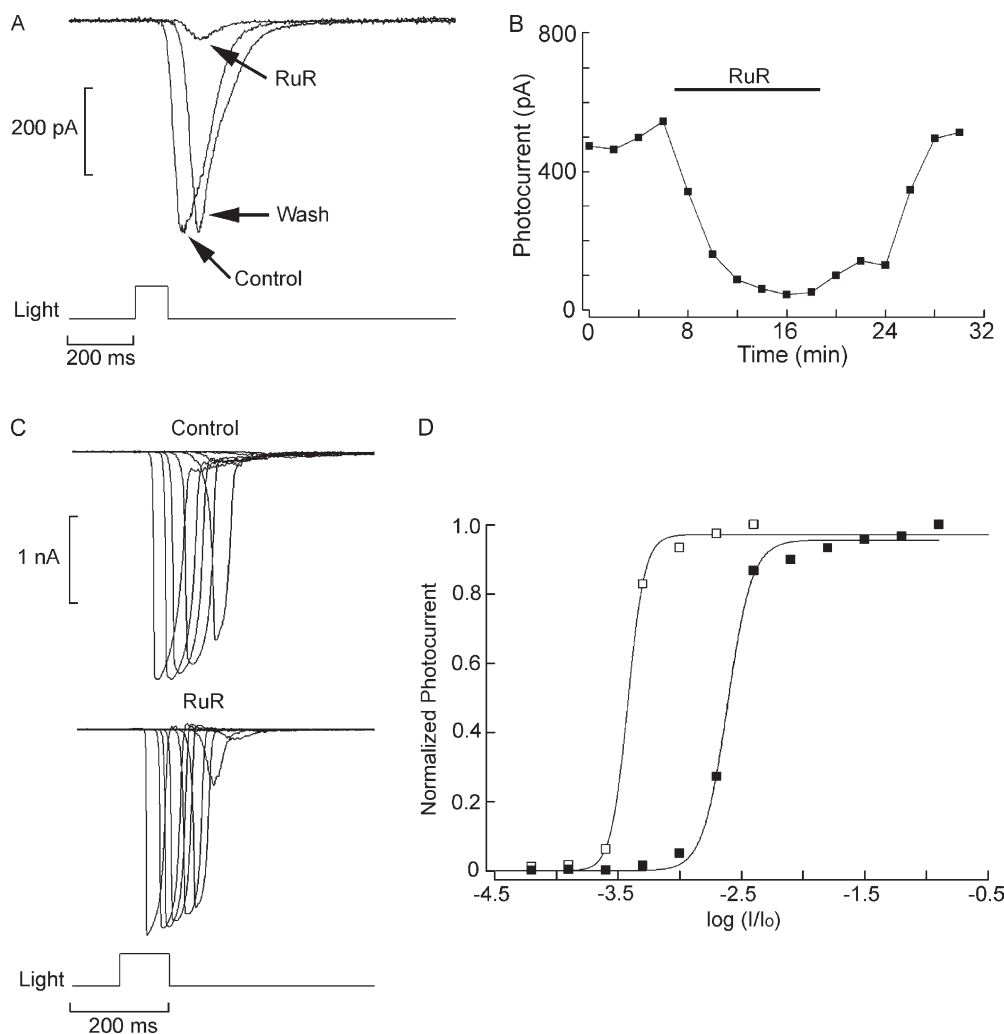 A
RuR
200 pA
Wash
Control
Light
200 ms
B
800
RuR
Photocurrent (pA)
400
0
0 8 16 24 32
Time (min)
C
Control
1 nA
RuR
Light
200 ms
D
1.0
0.8
0.6
0.4
0.2
0
Normalized Photocurrent
-4.5 -3.5 -2.5 -1.5 -0.5
log (I/Io)